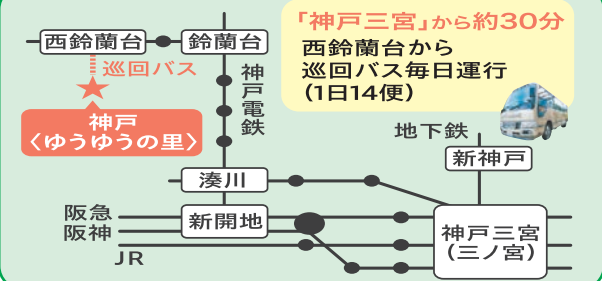 「神戸三宮」から約30分
西鈴蘭台から
巡回バス毎日運行
(1日14便)
西鈴蘭台
鈴蘭台
巡回バス
神戸電鉄
神戸
〈ゆうゆうの里〉
地下鉄
新神戸
湊川
阪急
阪神
JR
新開地
神戸三宮
(三ノ宮)